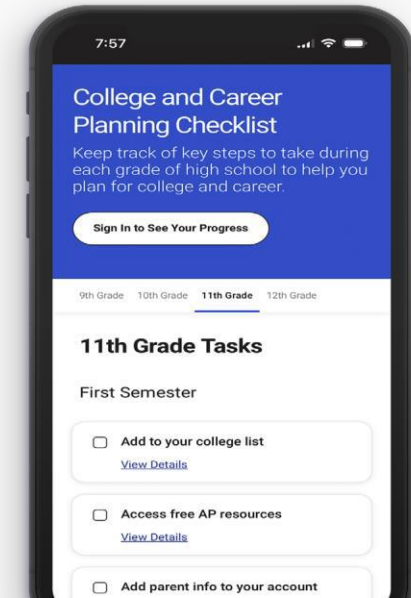 7:57
College and Career
Planning Checklist
Keep track of key steps to take during
each grade of high school to help you
plan for college and career.
Sign In to See Your Progress
9th Grade 10th Grade 11th Grade 12th Grade
11th Grade Tasks
First Semester
Add to your college list
View Details
Access free AP resources
View Details
Add parent info to your account